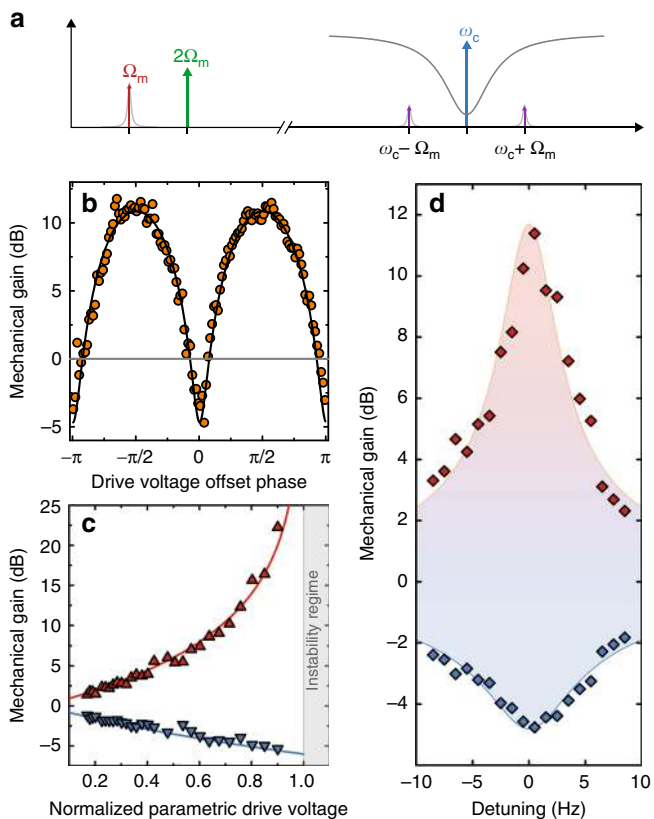 a
Ωm
2Ωm
ωc
ωc− Ωm
ωc+ Ωm
b
Mechanical gain (dB)
10
5
0
−5
−π
−π/2
0
π/2
π
Drive voltage offset phase
c
Mechanical gain (dB)
25
20
15
10
5
0
−5
Instability regime
0.2
0.4
0.6
0.8
1.0
Normalized parametric drive voltage
d
Mechanical gain (dB)
12
10
8
6
4
2
0
−2
−4
−10
−5
0
5
10
Detuning (Hz)